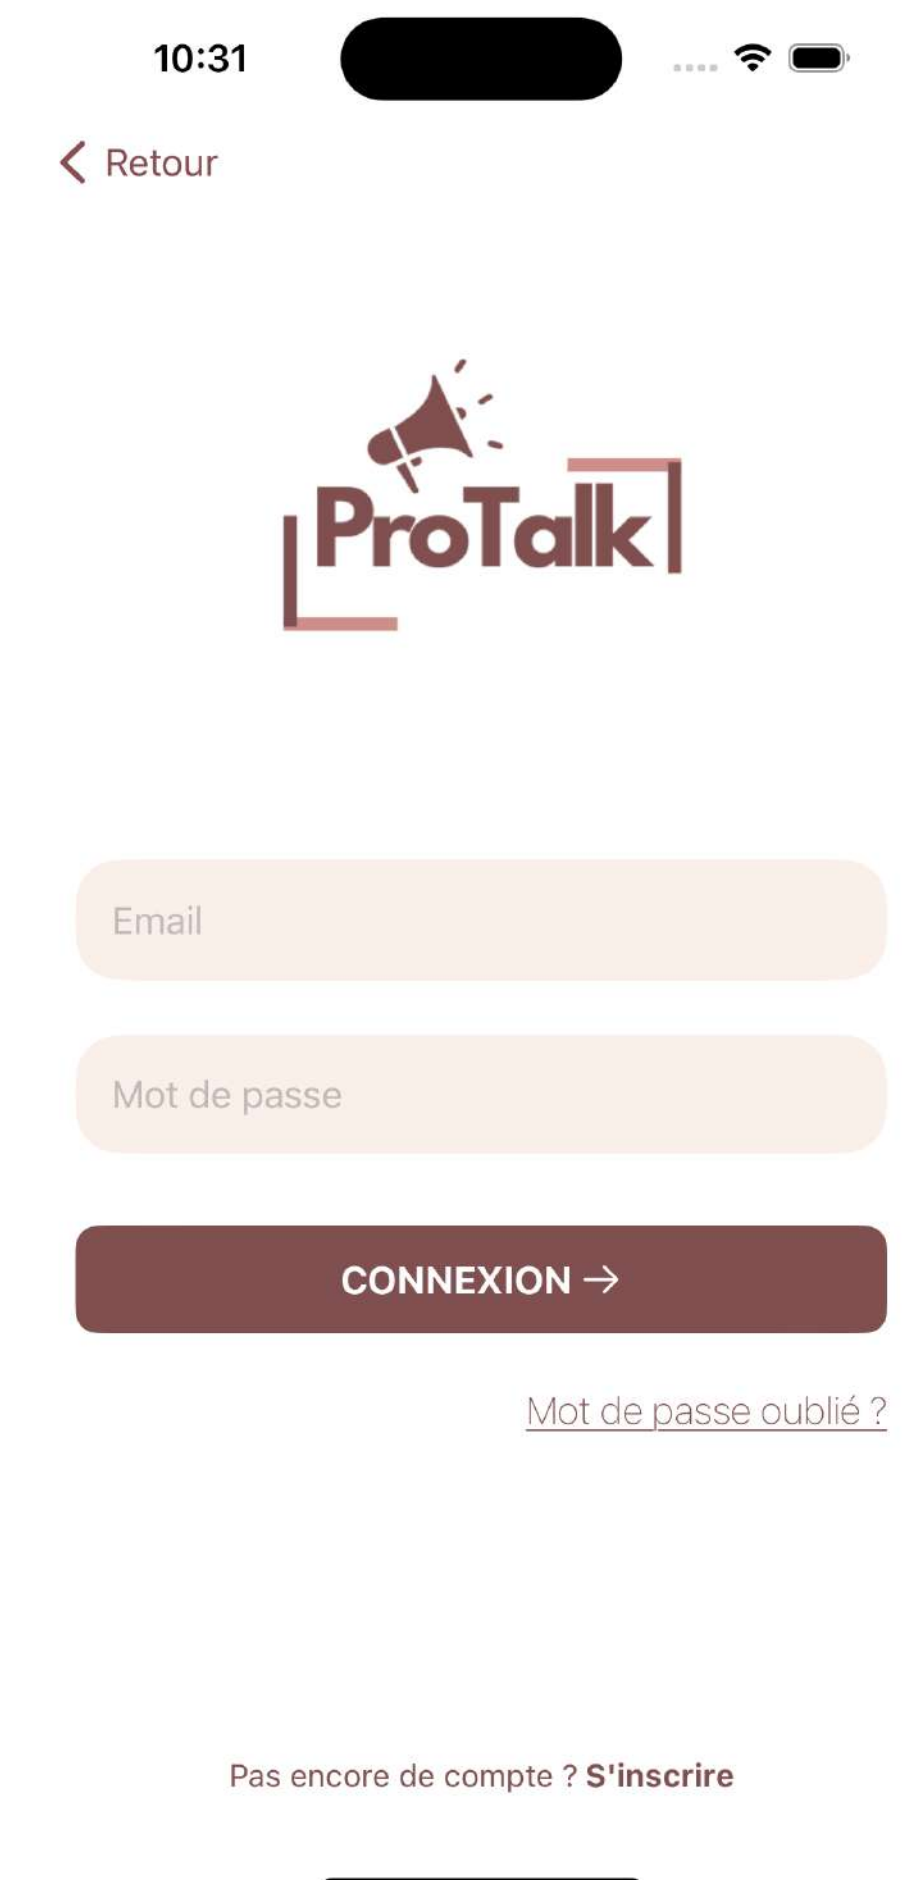 10:31
Retour
ProTalk
Email
Mot de passe
CONNEXION →
Mot de passe oublié ?
Pas encore de compte ? S'inscrire